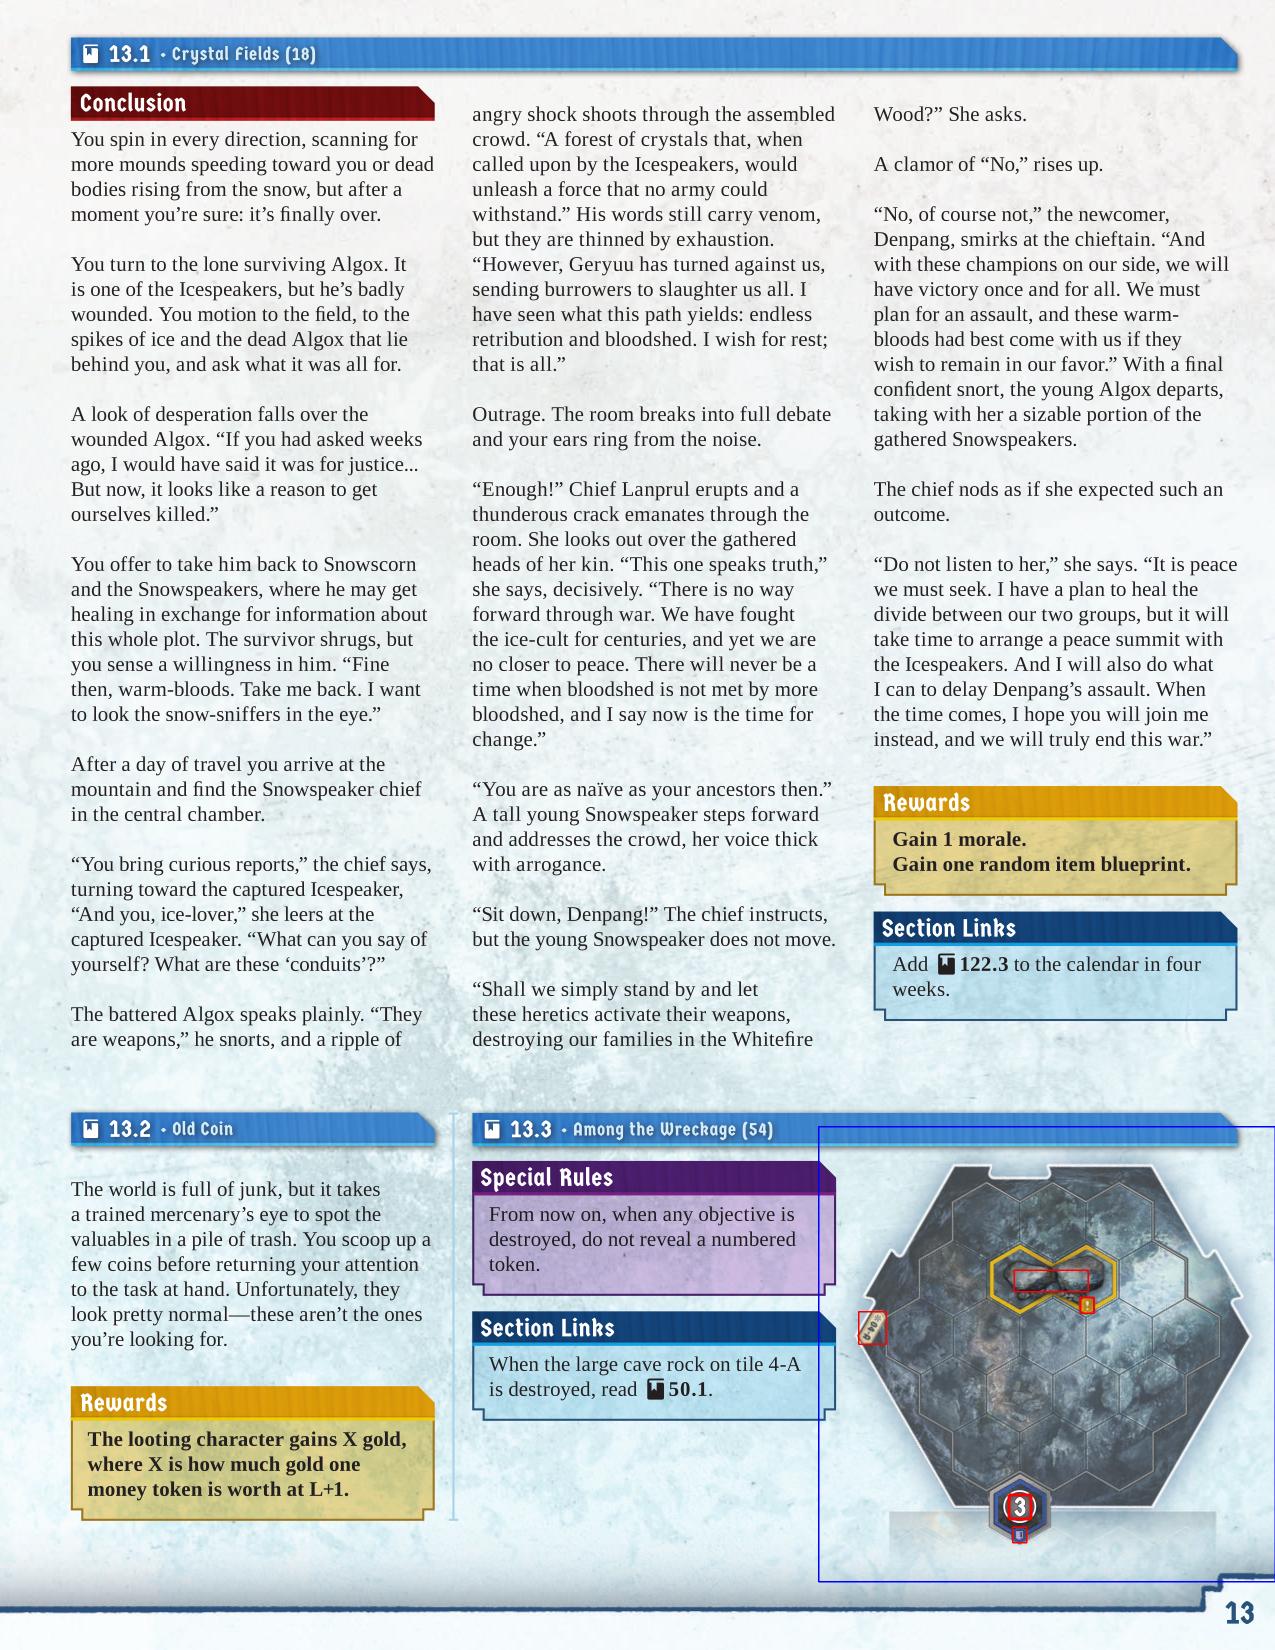 13.1 • Crystal Fields (18)
Conclusion
You spin in every direction, scanning for
more mounds speeding toward you or dead
bodies rising from the snow, but after a
moment you’re sure: it’s finally over.
You turn to the lone surviving Algox. It
is one of the Icespeakers, but he’s badly
wounded. You motion to the field, to the
spikes of ice and the dead Algox that lie
behind you, and ask what it was all for.
A look of desperation falls over the
wounded Algox. “If you had asked weeks
ago, I would have said it was for justice...
But now, it looks like a reason to get
ourselves killed.”
You offer to take him back to Snowscorn
and the Snowspeakers, where he may get
healing in exchange for information about
this whole plot. The survivor shrugs, but
you sense a willingness in him. “Fine
then, warm-bloods. Take me back. I want
to look the snow-sniffers in the eye.”
After a day of travel you arrive at the
mountain and find the Snowspeaker chief
in the central chamber.
“You bring curious reports,” the chief says,
turning toward the captured Icespeaker,
“And you, ice-lover,” she leers at the
captured Icespeaker. “What can you say of
yourself? What are these ‘conduits’?”
The battered Algox speaks plainly. “They
are weapons,” he snorts, and a ripple of
angry shock shoots through the assembled
crowd. “A forest of crystals that, when
called upon by the Icespeakers, would
unleash a force that no army could
withstand.” His words still carry venom,
but they are thinned by exhaustion.
“However, Geryuu has turned against us,
sending burrowers to slaughter us all. I
have seen what this path yields: endless
retribution and bloodshed. I wish for rest;
that is all.”
Outrage. The room breaks into full debate
and your ears ring from the noise.
“Enough!” Chief Lanprul erupts and a
thunderous crack emanates through the
room. She looks out over the gathered
heads of her kin. “This one speaks truth,”
she says, decisively. “There is no way
forward through war. We have fought
the ice-cult for centuries, and yet we are
no closer to peace. There will never be a
time when bloodshed is not met by more
bloodshed, and I say now is the time for
change.”
“You are as naïve as your ancestors then.”
A tall young Snowspeaker steps forward
and addresses the crowd, her voice thick
with arrogance.
“Sit down, Denpang!” The chief instructs,
but the young Snowspeaker does not move.
“Shall we simply stand by and let
these heretics activate their weapons,
destroying our families in the Whitefire
Wood?” She asks.
A clamor of “No,” rises up.
“No, of course not,” the newcomer,
Denpang, smirks at the chieftain. “And
with these champions on our side, we will
have victory once and for all. We must
plan for an assault, and these warm-
bloods had best come with us if they
wish to remain in our favor.” With a final
confident snort, the young Algox departs,
taking with her a sizable portion of the
gathered Snowspeakers.
The chief nods as if she expected such an
outcome.
“Do not listen to her,” she says. “It is peace
we must seek. I have a plan to heal the
divide between our two groups, but it will
take time to arrange a peace summit with
the Icespeakers. And I will also do what
I can to delay Denpang’s assault. When
the time comes, I hope you will join me
instead, and we will truly end this war.”
Rewards
Gain 1 morale.
Gain one random item blueprint.
Section Links
Add 122.3 to the calendar in four
weeks.
13.2 • Old Coin
The world is full of junk, but it takes
a trained mercenary’s eye to spot the
valuables in a pile of trash. You scoop up a
few coins before returning your attention
to the task at hand. Unfortunately, they
look pretty normal—these aren’t the ones
you’re looking for.
Rewards
The looting character gains X gold,
where X is how much gold one
money token is worth at L+1.
13.3 • Among the Wreckage (54)
Special Rules
From now on, when any objective is
destroyed, do not reveal a numbered
token.
Section Links
When the large cave rock on tile 4-A
is destroyed, read 50.1.
04-A
!
3
13